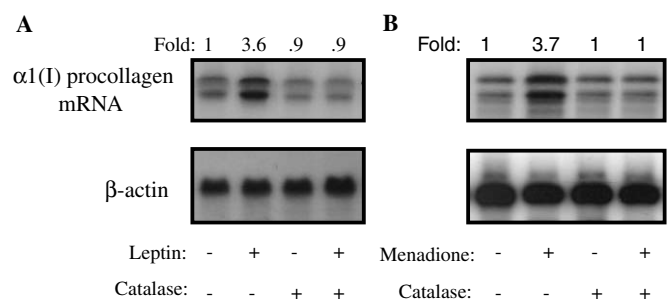 A
Fold: 1 3.6 .9 .9
α1(I) procollagen
mRNA
β-actin
Leptin: - + - +
Catalase: - - + +
B
Fold: 1 3.7 1 1
Menadione: - + - +
Catalase: - - + +